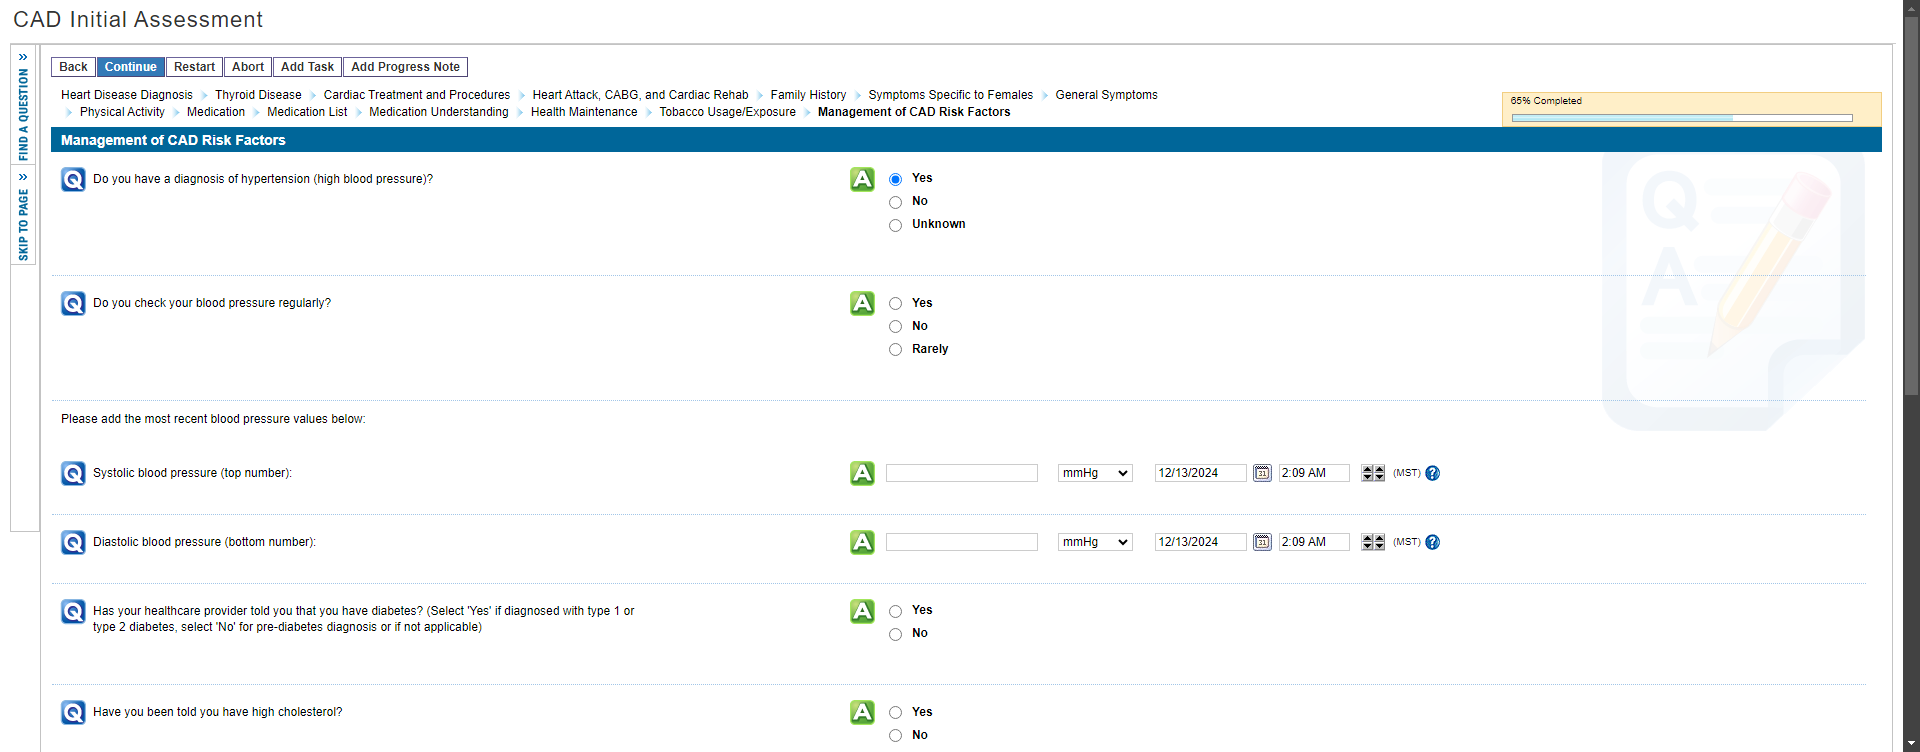 CAD Initial Assessment
FIND A QUESTION
SKIP TO PAGE
Back Continue Restart Abort Add Task Add Progress Note
Heart Disease Diagnosis Thyroid Disease Cardiac Treatment and Procedures Heart Attack, CABG, and Cardiac Rehab Family History Symptoms Specific to Females General Symptoms
Physical Activity Medication Medication List Medication Understanding Health Maintenance Tobacco Usage/Exposure Management of CAD Risk Factors
65% Completed
Management of CAD Risk Factors
Q Do you have a diagnosis of hypertension (high blood pressure)? A Yes
No
Unknown
Q Do you check your blood pressure regularly? A Yes
No
Rarely
Q
A
Please add the most recent blood pressure values below:
Q Systolic blood pressure (top number): A mmHg 12/13/2024 31 2:09 AM (MST) ?
Q Diastolic blood pressure (bottom number): A mmHg 12/13/2024 31 2:09 AM (MST) ?
Q Has your healthcare provider told you that you have diabetes? (Select 'Yes' if diagnosed with type 1 or A Yes
type 2 diabetes, select 'No' for pre-diabetes diagnosis or if not applicable) No
Q Have you been told you have high cholesterol? A Yes
No